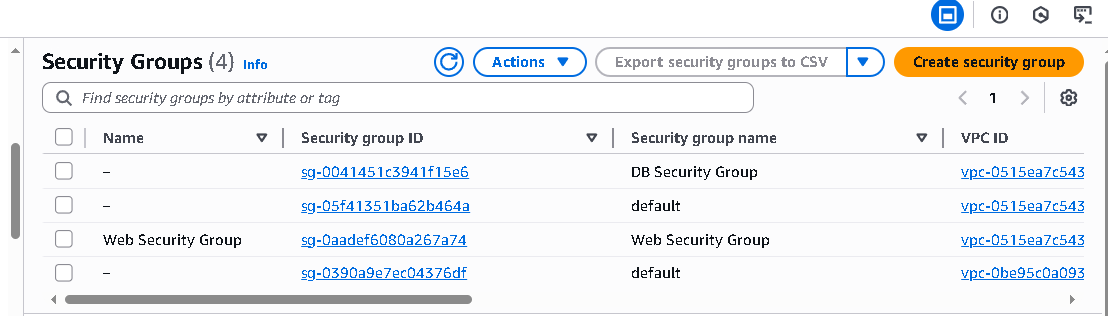 Security Groups (4) Info Actions Export security groups to CSV Create security group
Find security groups by attribute or tag 1
Name Security group ID Security group name VPC ID
– sg-0041451c3941f15e6 DB Security Group vpc-0515ea7c543
– sg-05f41351ba62b464a default vpc-0515ea7c543
Web Security Group sg-0aadef6080a267a74 Web Security Group vpc-0515ea7c543
– sg-0390a9e7ec04376df default vpc-0be95c0a093